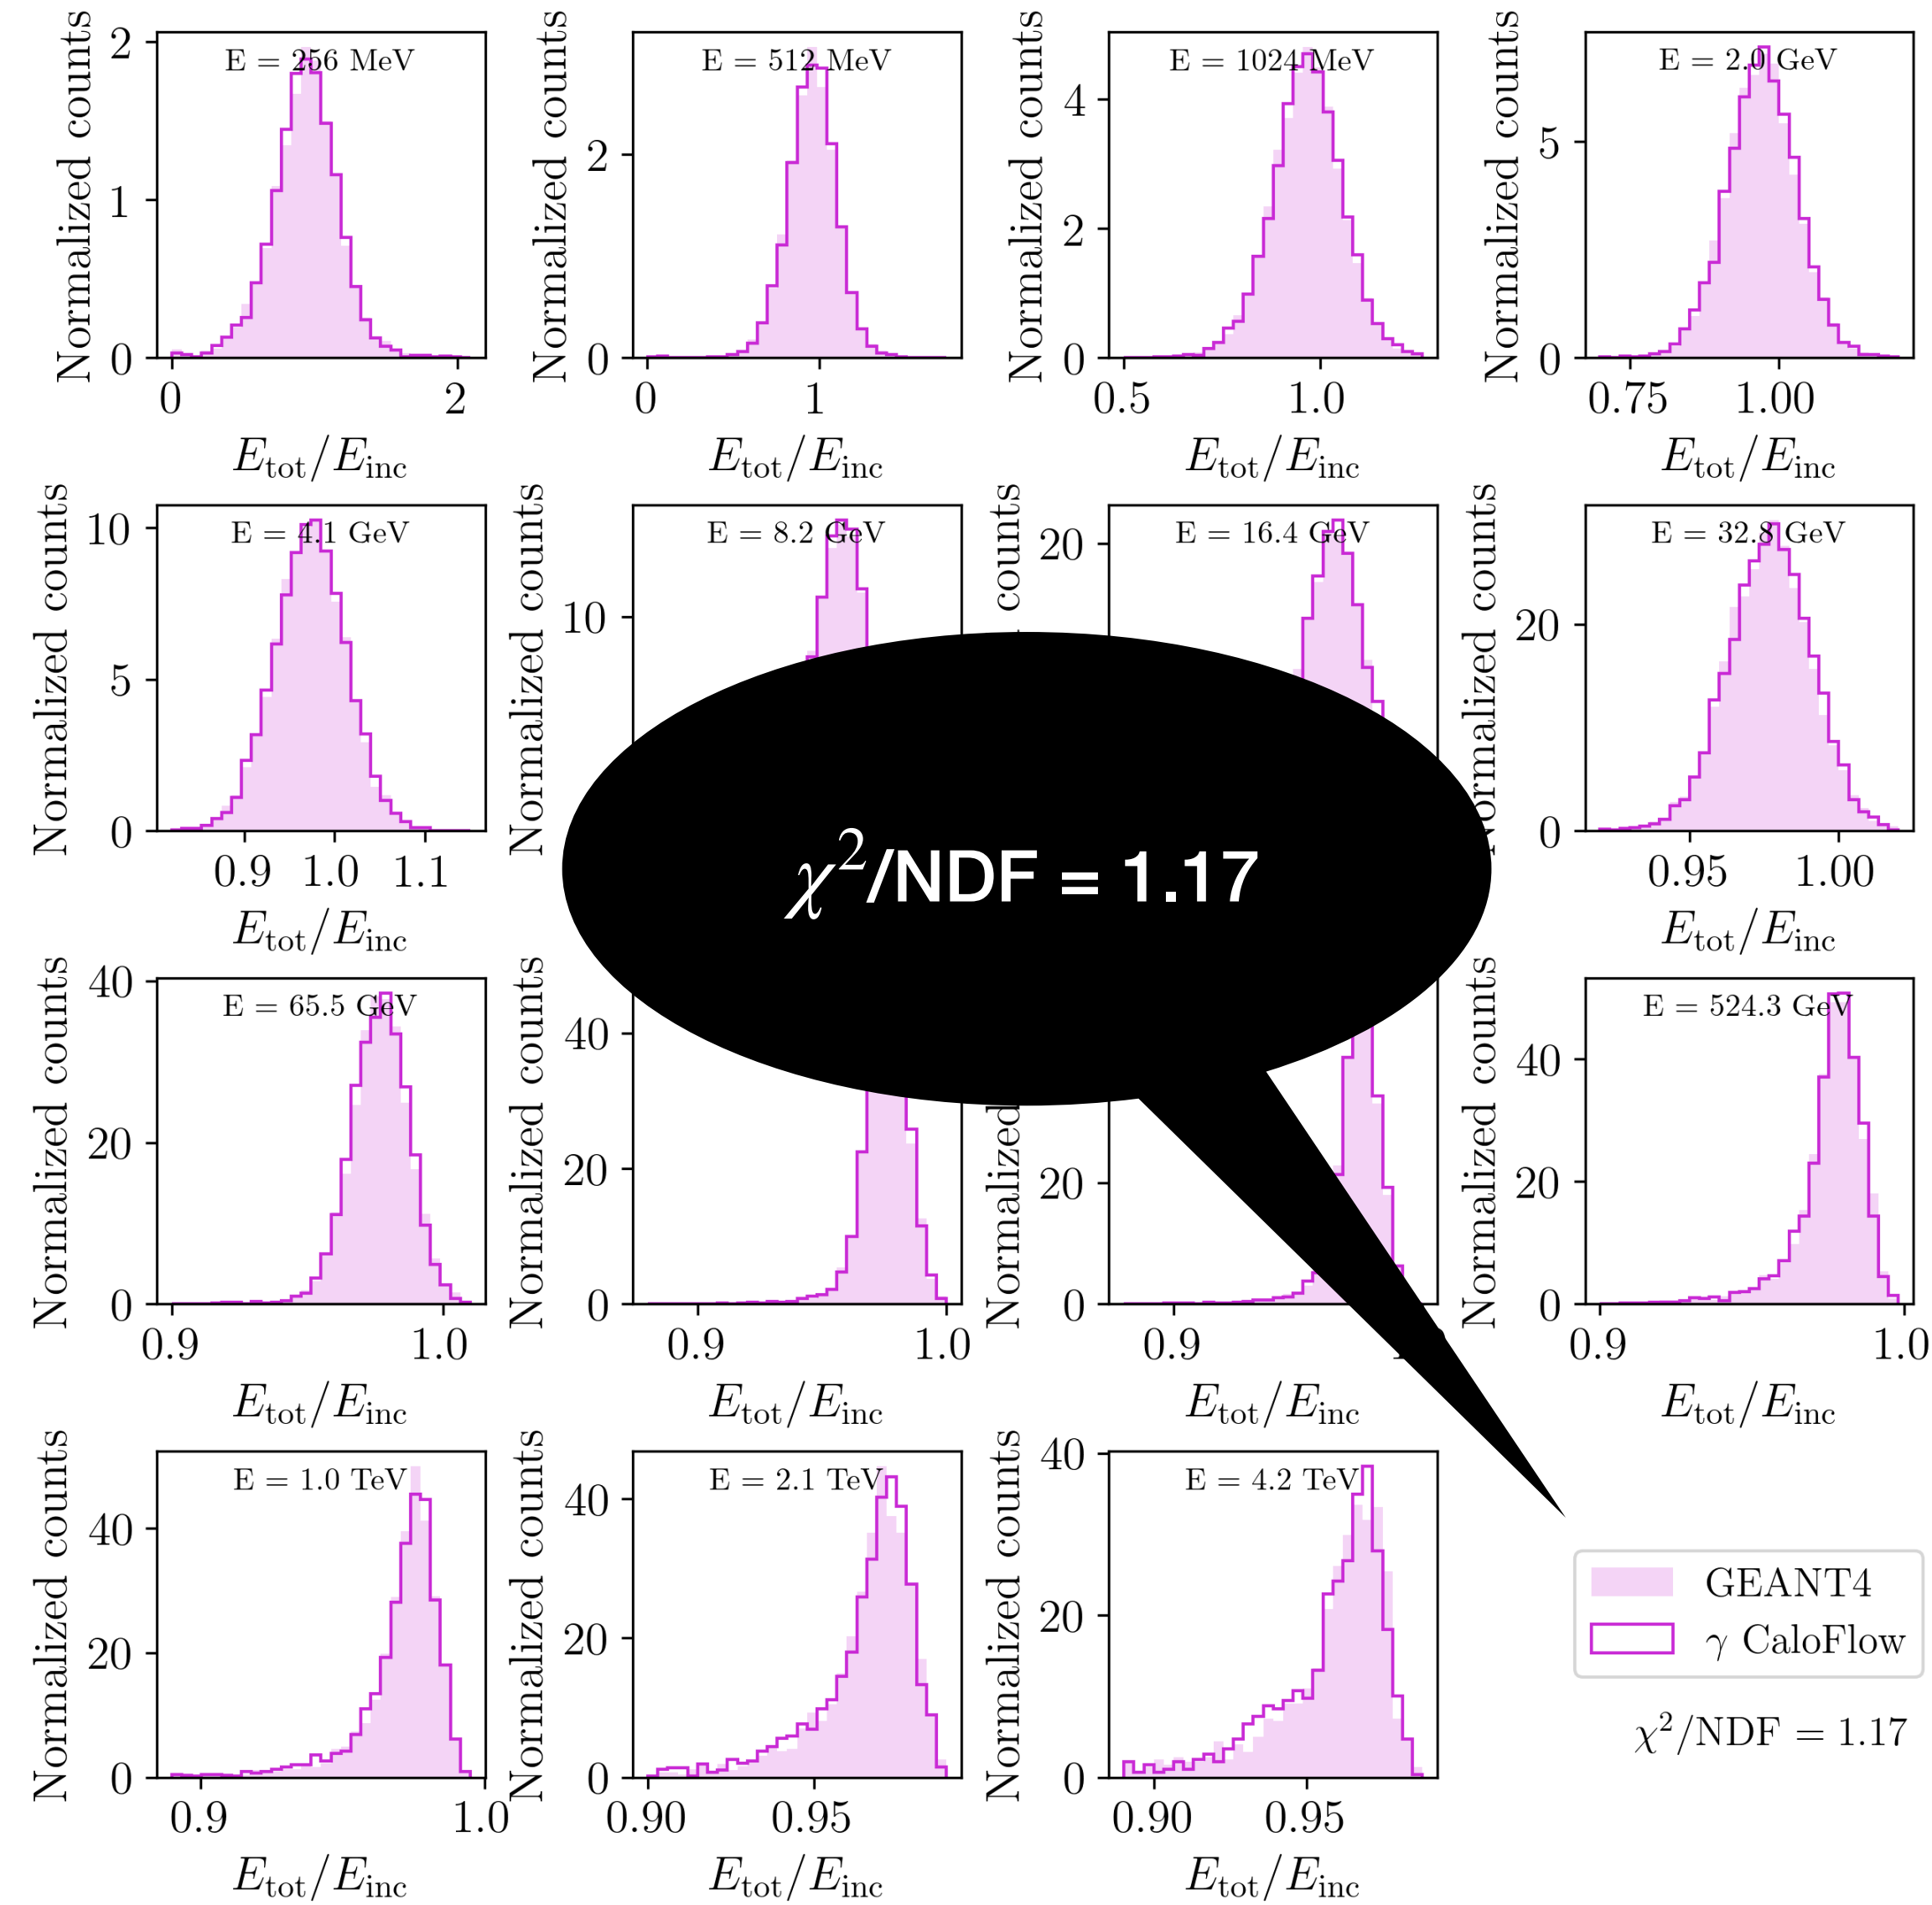 Normalized counts
2
1
0
E = 256 MeV
0 2
E_tot/E_inc
Normalized counts
2
0
E = 512 MeV
0 1
E_tot/E_inc
Normalized counts
4
2
0
E = 1024 MeV
0.5 1.0
E_tot/E_inc
Normalized counts
5
0
E = 2.0 GeV
0.75 1.00
E_tot/E_inc
Normalized counts
10
5
0
E = 4.1 GeV
0.9 1.0 1.1
E_tot/E_inc
Normalized counts
10
E = 8.2 GeV
counts
20
E = 16.4 GeV
Normalized counts
20
0
E = 32.8 GeV
0.95 1.00
E_tot/E_inc
χ²/NDF = 1.17
Normalized counts
40
20
0
E = 65.5 GeV
0.9 1.0
E_tot/E_inc
Normalized counts
40
20
0
0.9 1.0
E_tot/E_inc
Normalized
20
0
0.9
E_tot/E_inc
Normalized counts
40
20
0
E = 524.3 GeV
0.9 1.0
E_tot/E_inc
Normalized counts
40
20
0
E = 1.0 TeV
0.9 1.0
E_tot/E_inc
Normalized counts
40
20
0
E = 2.1 TeV
0.90 0.95
E_tot/E_inc
Normalized counts
40
20
0
E = 4.2 TeV
0.90 0.95
E_tot/E_inc
GEANT4
γ CaloFlow
χ²/NDF = 1.17